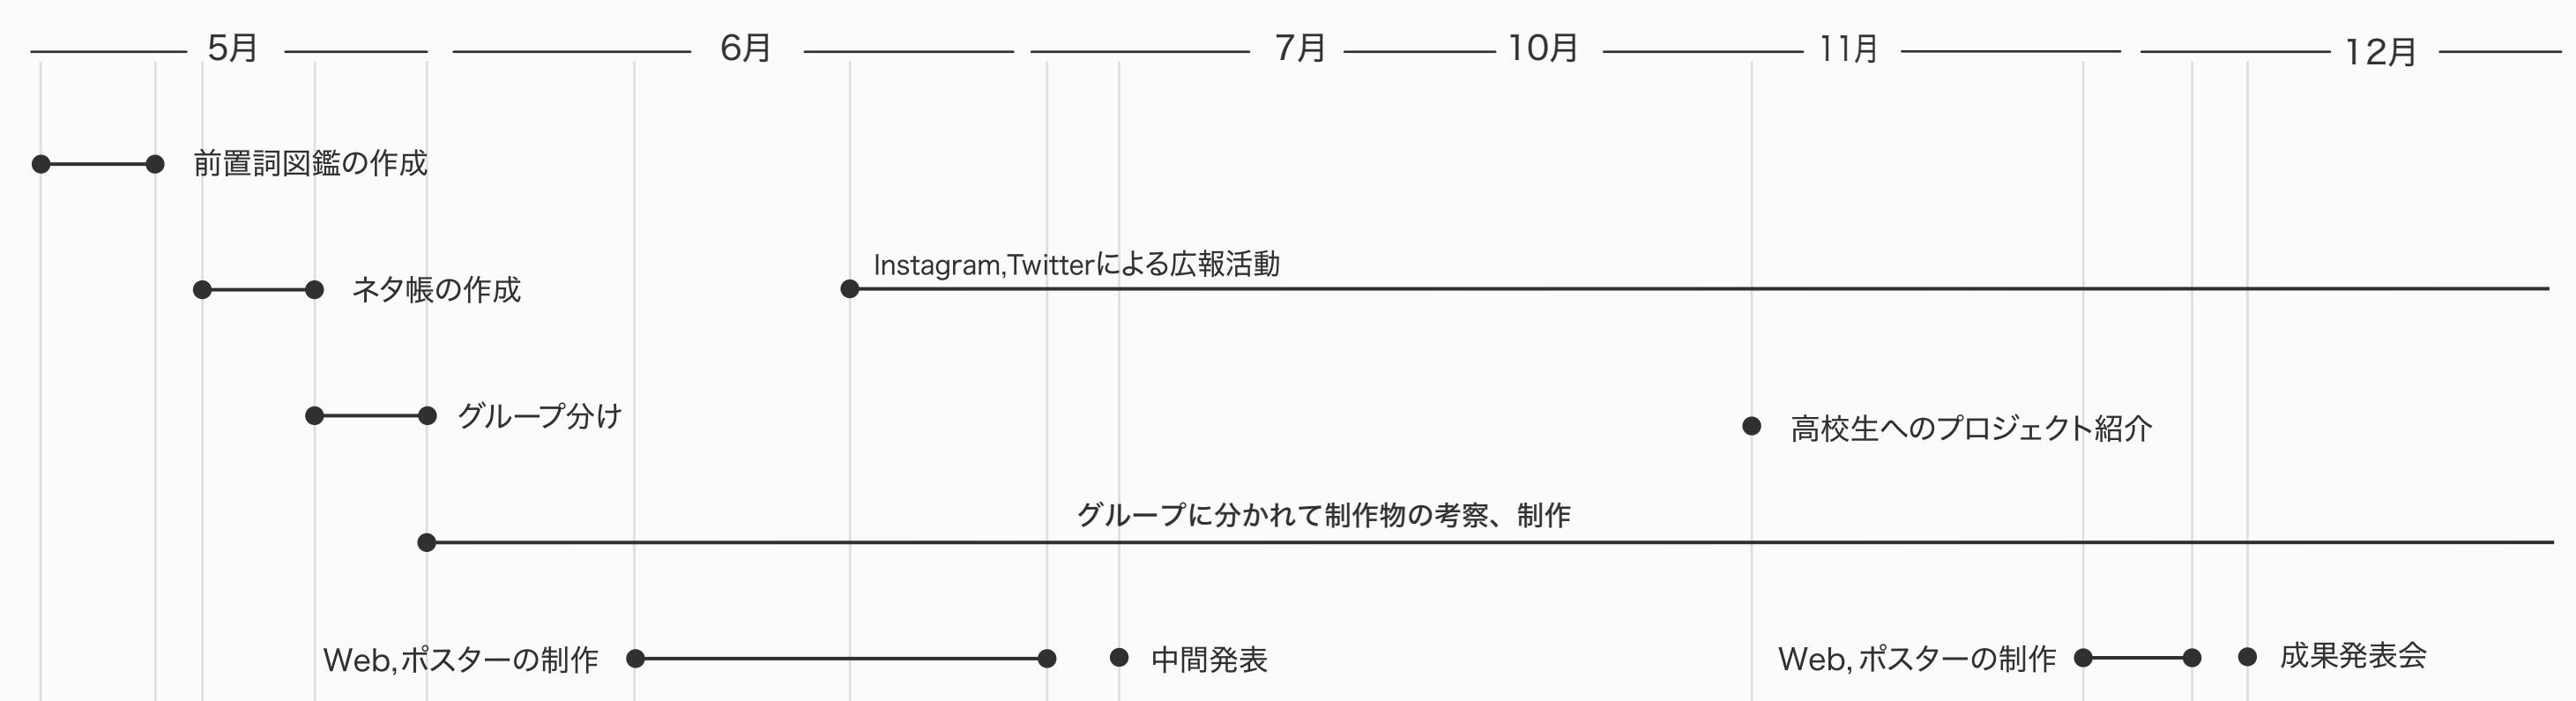 5月 6月 7月 10月 11月 12月
前置詞図鑑の作成
Instagram,Twitterによる広報活動
ネタ帳の作成
グループ分け
高校生へのプロジェクト紹介
グループに分かれて制作物の考察、制作
Web,ポスターの制作
中間発表
Web,ポスターの制作
成果発表会